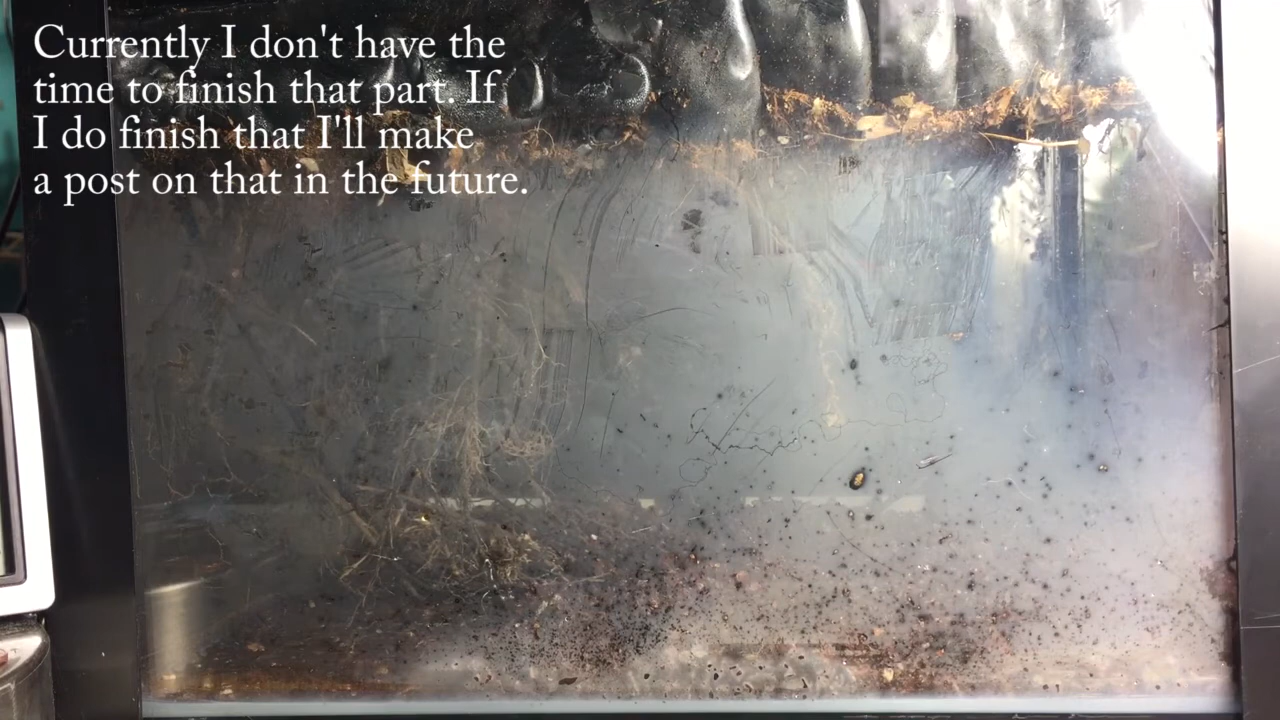 Currently I don't have the
time to finish that part. If
I do finish that I'll make
a post on that in the future.